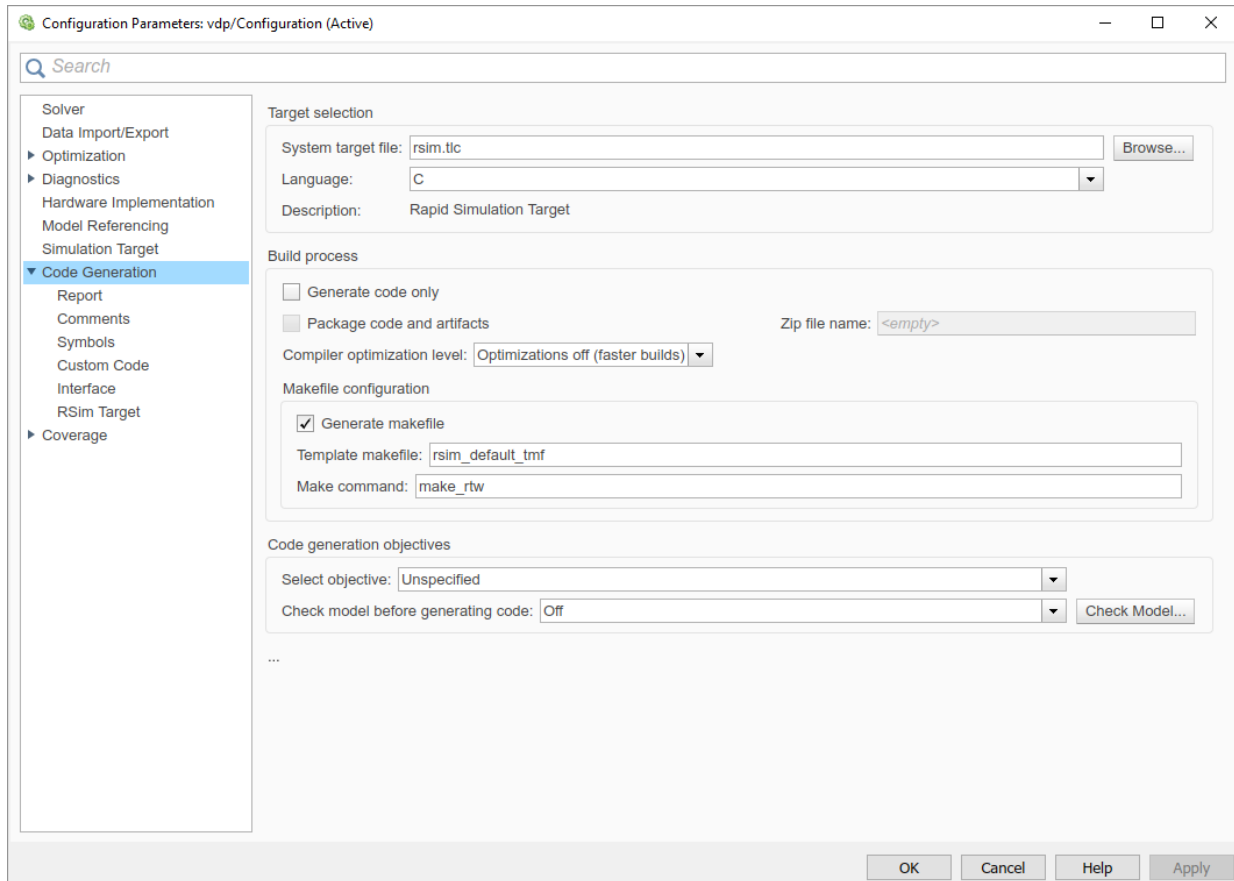 Configuration Parameters: vdp/Configuration (Active)
Search
Solver
Data Import/Export
Optimization
Diagnostics
Hardware Implementation
Model Referencing
Simulation Target
Code Generation
Report
Comments
Symbols
Custom Code
Interface
RSim Target
Coverage
Target selection
System target file: rsim.tlc Browse...
Language: C
Description: Rapid Simulation Target
Build process
Generate code only
Package code and artifacts Zip file name: <empty>
Compiler optimization level: Optimizations off (faster builds)
Makefile configuration
Generate makefile
Template makefile: rsim_default_tmf
Make command: make_rtw
Code generation objectives
Select objective: Unspecified
Check model before generating code: Off Check Model...
...
OK Cancel Help Apply